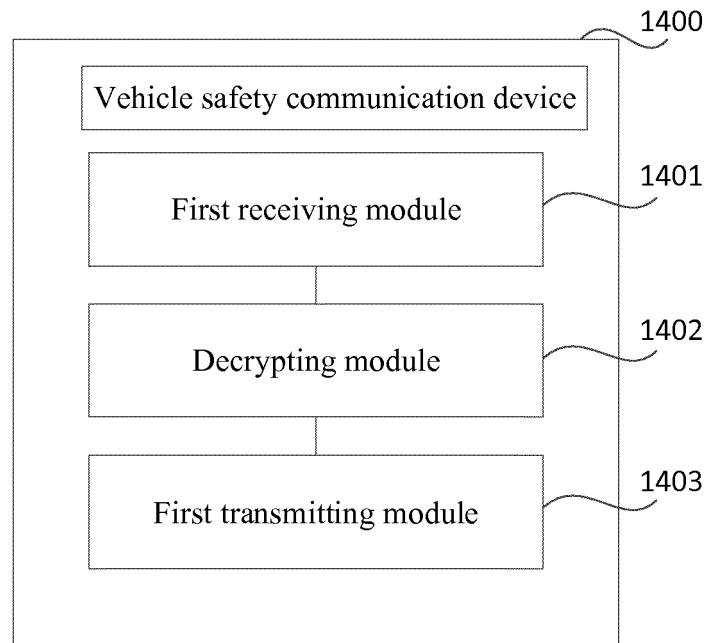 1400
Vehicle safety communication device
1401
First receiving module
1402
Decrypting module
1403
First transmitting module